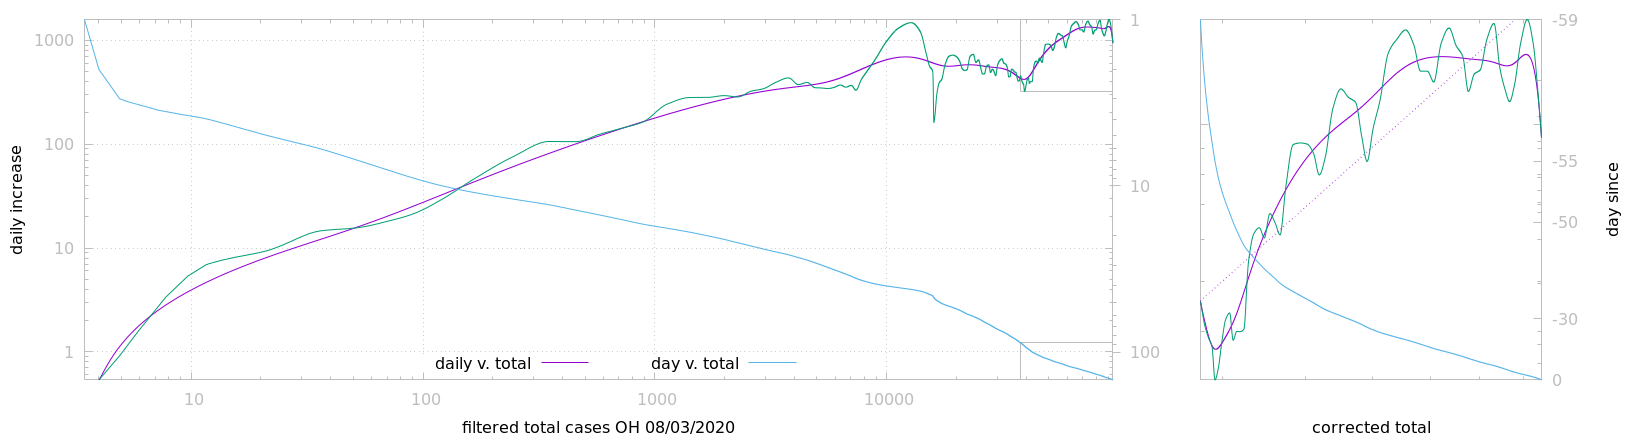 daily increase
1000
100
10
1
10
100
1000
10000
1
10
100
daily v. total
day v. total
filtered total cases OH 08/03/2020
-59
-55
-50
-30
0
day since
corrected total